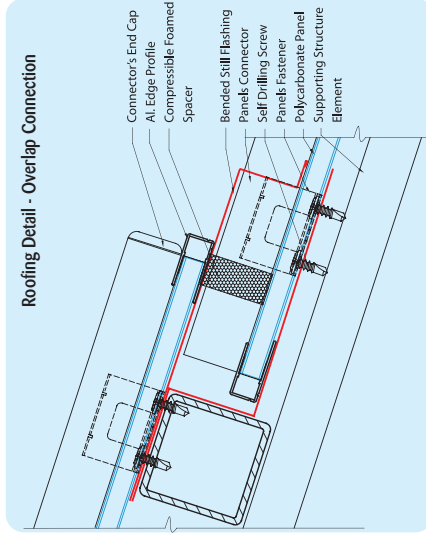 Roofing Detail - Overlap Connection
Connector's End Cap
Al. Edge Profile
Compressible Foamed
Spacer
Bended Still Flashing
Panels Connector
Self Drilling Screw
Panels Fastener
Polycarbonate Panel
Supporting Structure
Element